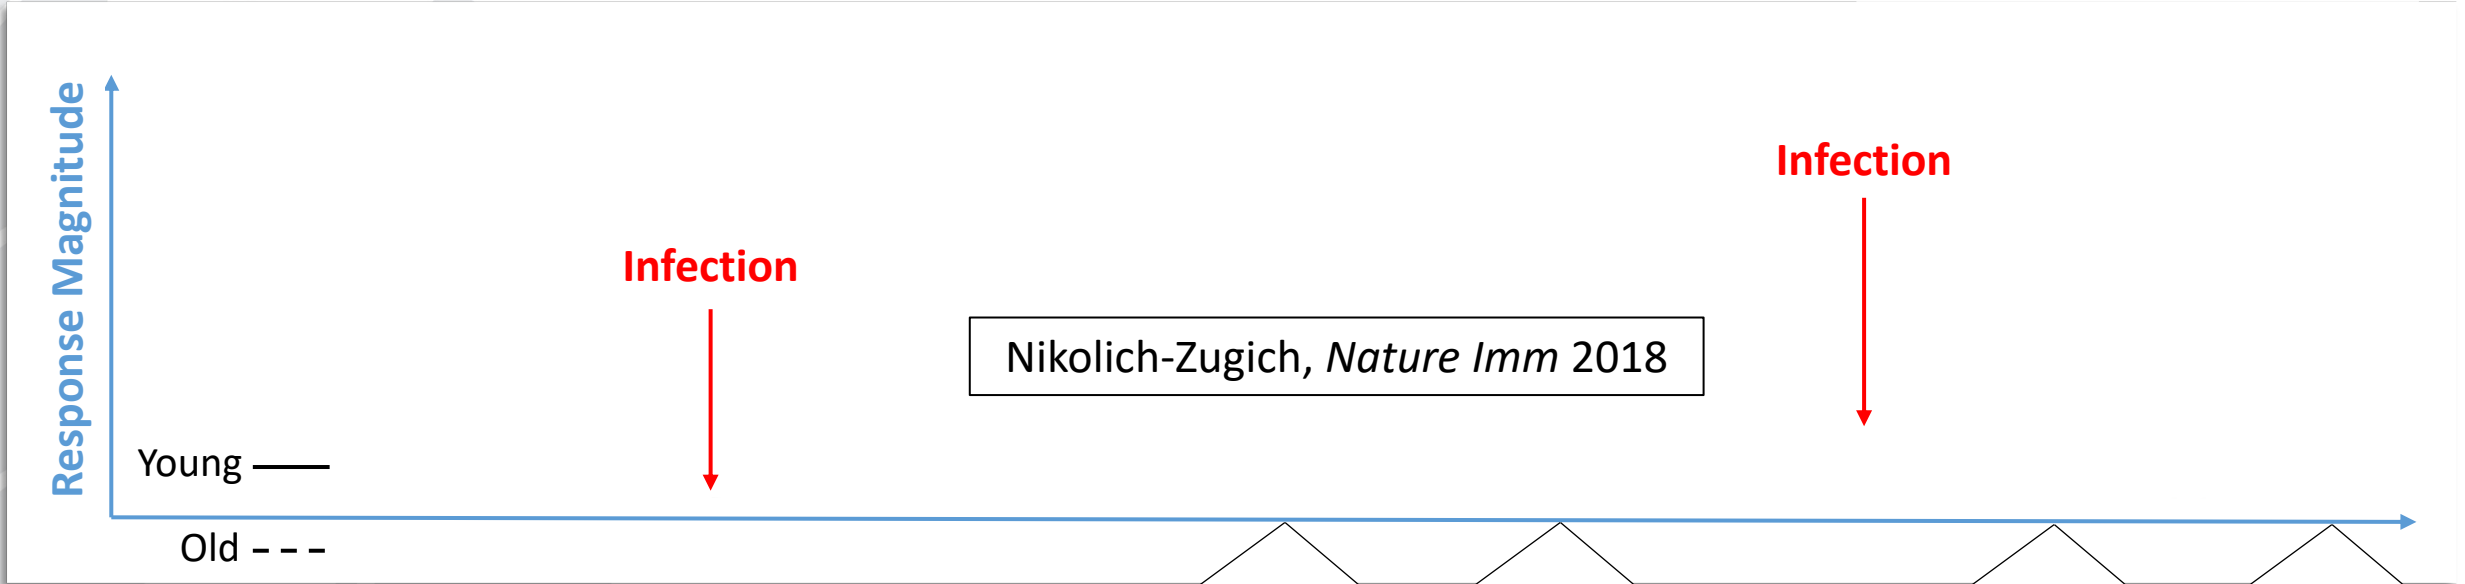 Response Magnitude
Infection
Infection
Nikolich-Zugich, Nature Imm 2018
Young
Old